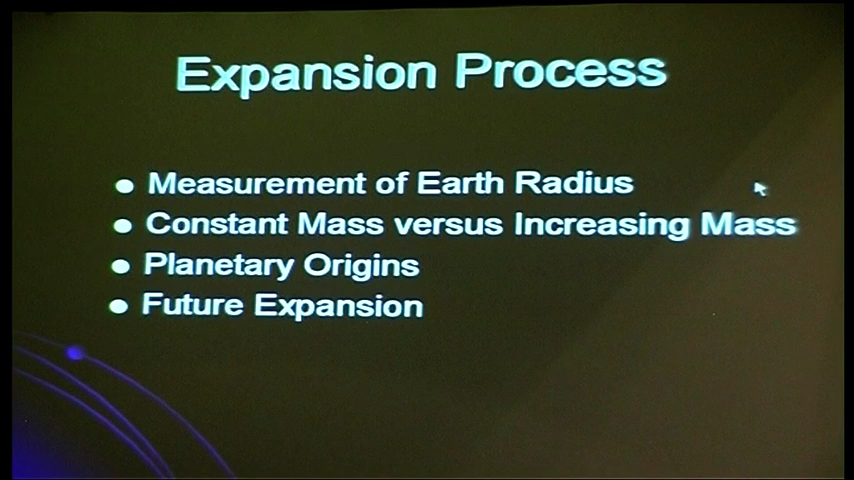 Expansion Process
● Measurement of Earth Radius
● Constant Mass versus Increasing Mass
● Planetary Origins
● Future Expansion